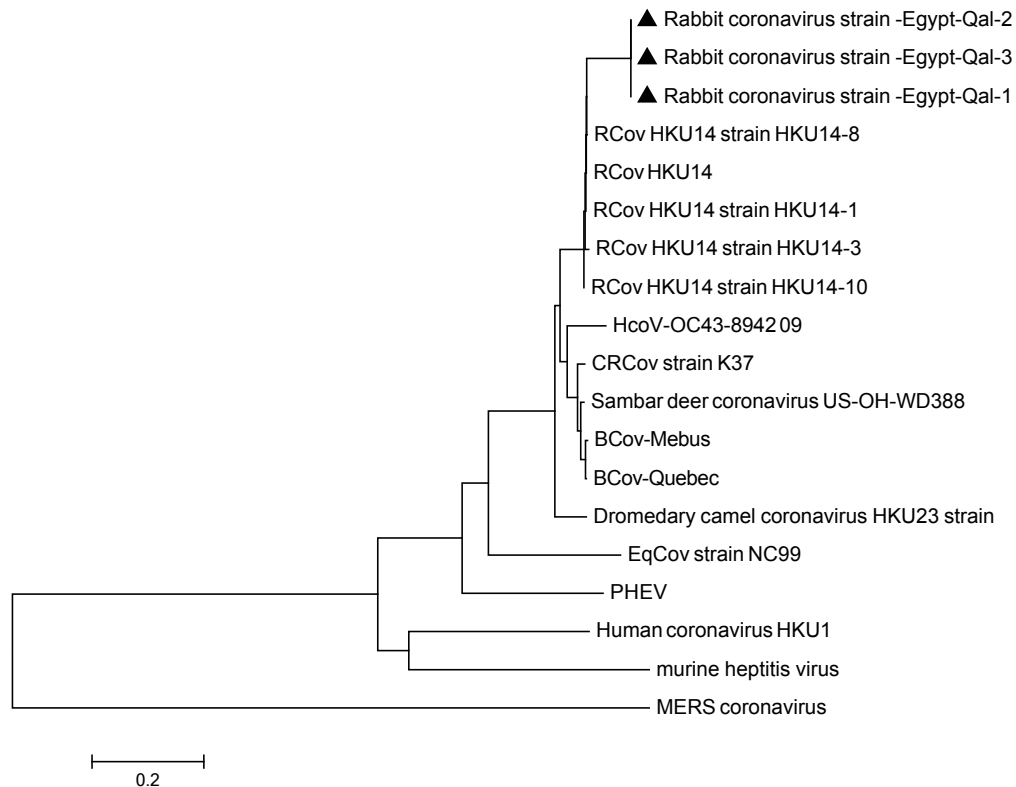 Rabbit coronavirus strain -Egypt-Qal-2
Rabbit coronavirus strain -Egypt-Qal-3
Rabbit coronavirus strain -Egypt-Qal-1
RCov HKU14 strain HKU14-8
RCov HKU14
RCov HKU14 strain HKU14-1
RCov HKU14 strain HKU14-3
RCov HKU14 strain HKU14-10
HcoV-OC43-8942 09
CRCov strain K37
Sambar deer coronavirus US-OH-WD388
BCov-Mebus
BCov-Quebec
Dromedary camel coronavirus HKU23 strain
EqCov strain NC99
PHEV
Human coronavirus HKU1
murine heptitis virus
MERS coronavirus
0.2